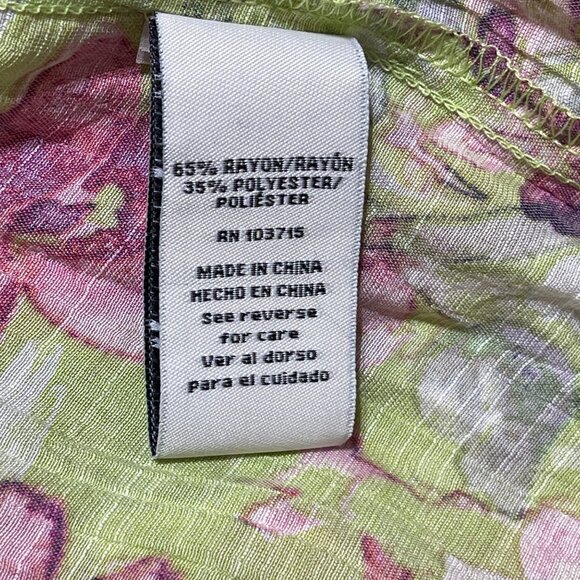 65% RAYON/RAYÓN
35% POLYESTER/
POLIÉSTER
RN 103715
MADE IN CHINA
HECHO EN CHINA
See reverse
for care
Ver al dorso
para el cuidado